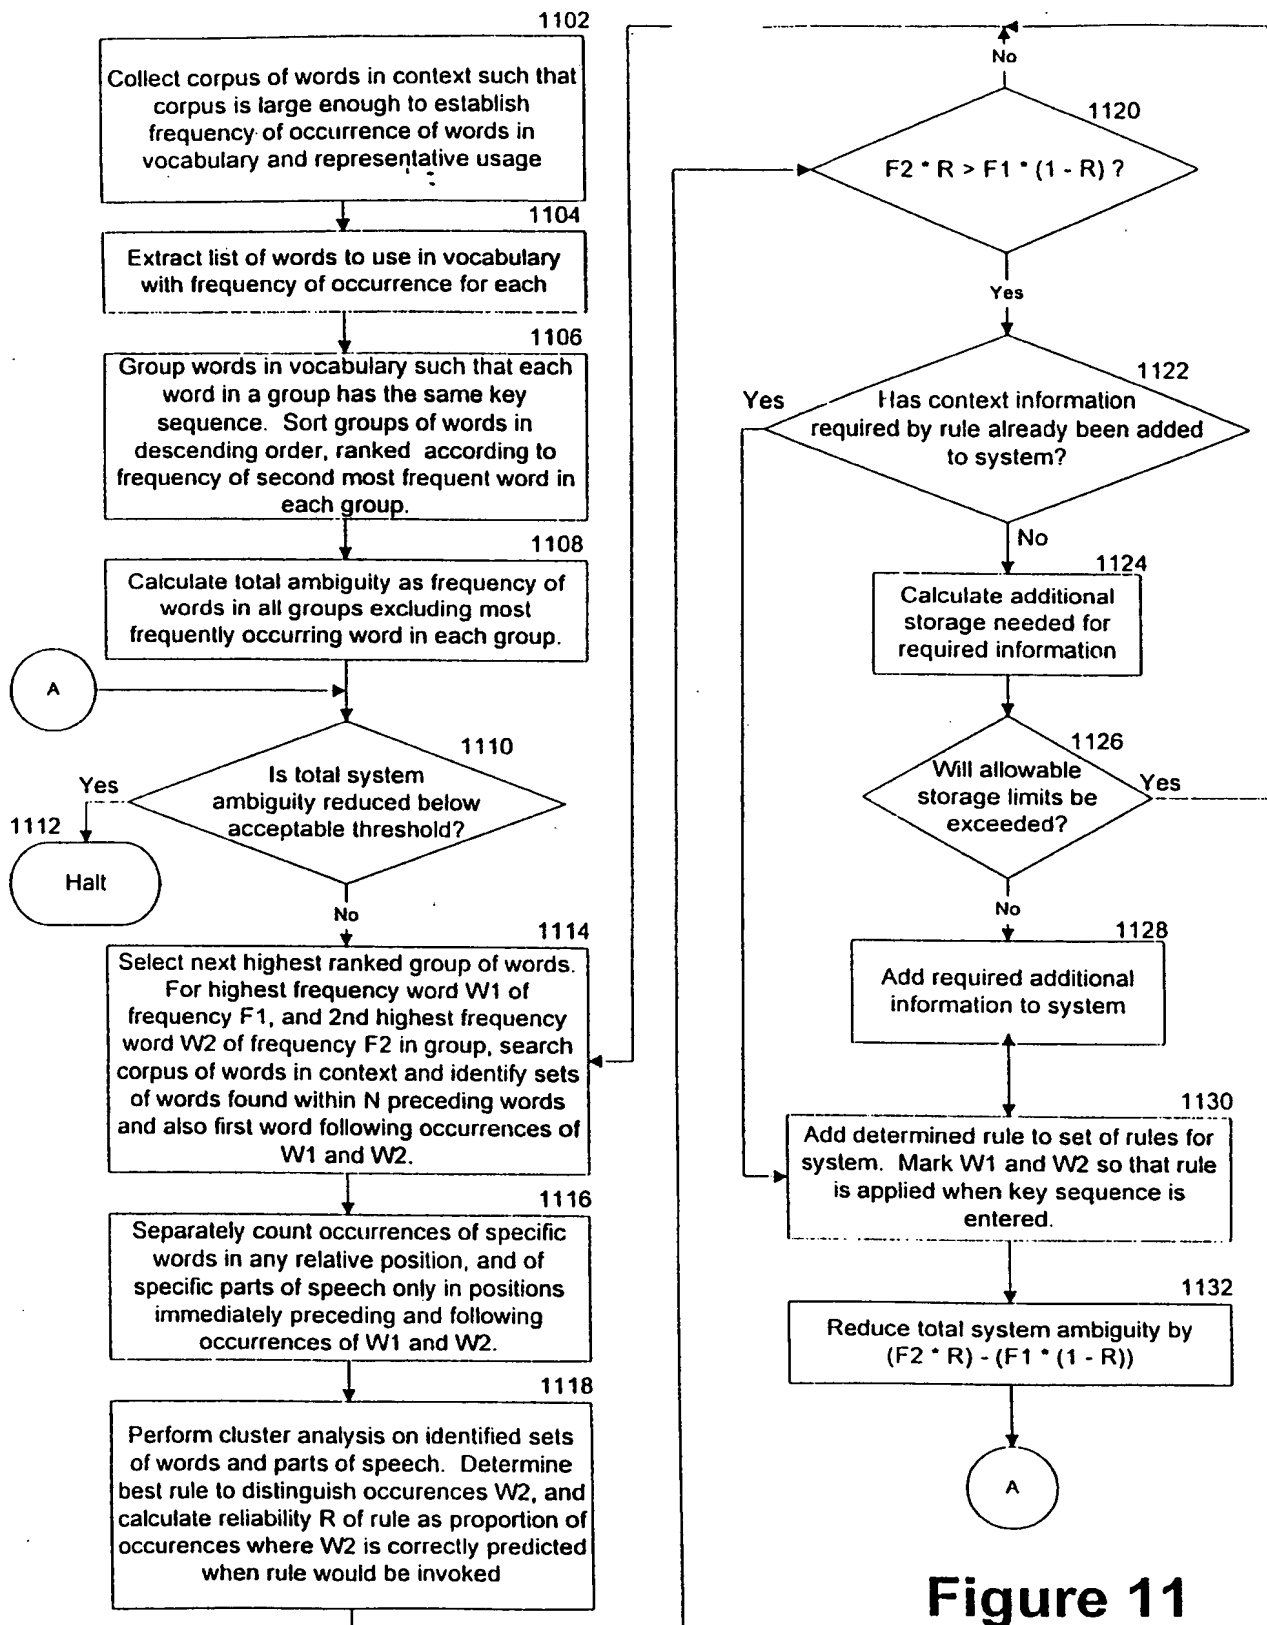 1102
Collect corpus of words in context such that
corpus is large enough to establish
frequency of occurrence of words in
vocabulary and representative usage
1104
Extract list of words to use in vocabulary
with frequency of occurrence for each
1106
Group words in vocabulary such that each
word in a group has the same key
sequence. Sort groups of words in
descending order, ranked according to
frequency of second most frequent word in
each group.
1108
Calculate total ambiguity as frequency of
words in all groups excluding most
frequently occurring word in each group.
A
1110
Is total system
ambiguity reduced below
acceptable threshold?
Yes
1112
Halt
No
1114
Select next highest ranked group of words.
For highest frequency word W1 of
frequency F1, and 2nd highest frequency
word W2 of frequency F2 in group, search
corpus of words in context and identify sets
of words found within N preceding words
and also first word following occurrences of
W1 and W2.
1116
Separately count occurrences of specific
words in any relative position, and of
specific parts of speech only in positions
immediately preceding and following
occurrences of W1 and W2.
1118
Perform cluster analysis on identified sets
of words and parts of speech. Determine
best rule to distinguish occurences W2, and
calculate reliability R of rule as proportion of
occurences where W2 is correctly predicted
when rule would be invoked
No
1120
F2 * R > F1 * (1 - R) ?
Yes
1122
Yes
Has context information
required by rule already been added
to system?
No
1124
Calculate additional
storage needed for
required information
1126
Will allowable
storage limits be
exceeded?
Yes
No
1128
Add required additional
information to system
1130
Add determined rule to set of rules for
system. Mark W1 and W2 so that rule
is applied when key sequence is
entered.
1132
Reduce total system ambiguity by
(F2 * R) - (F1 * (1 - R))
A
Figure 11